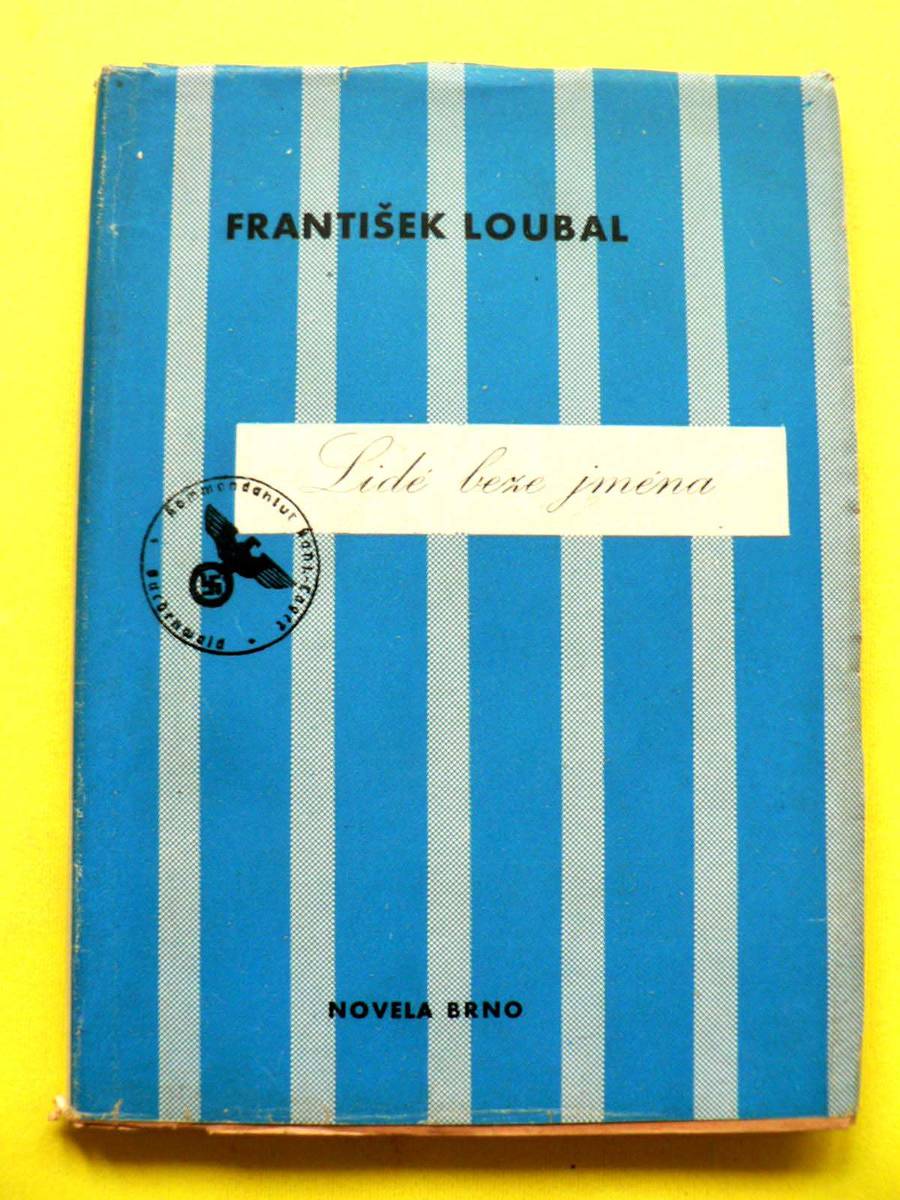 FRANTIŠEK LOUBAL
Lidé beze jména
Kommandantur
NOVELA BRNO